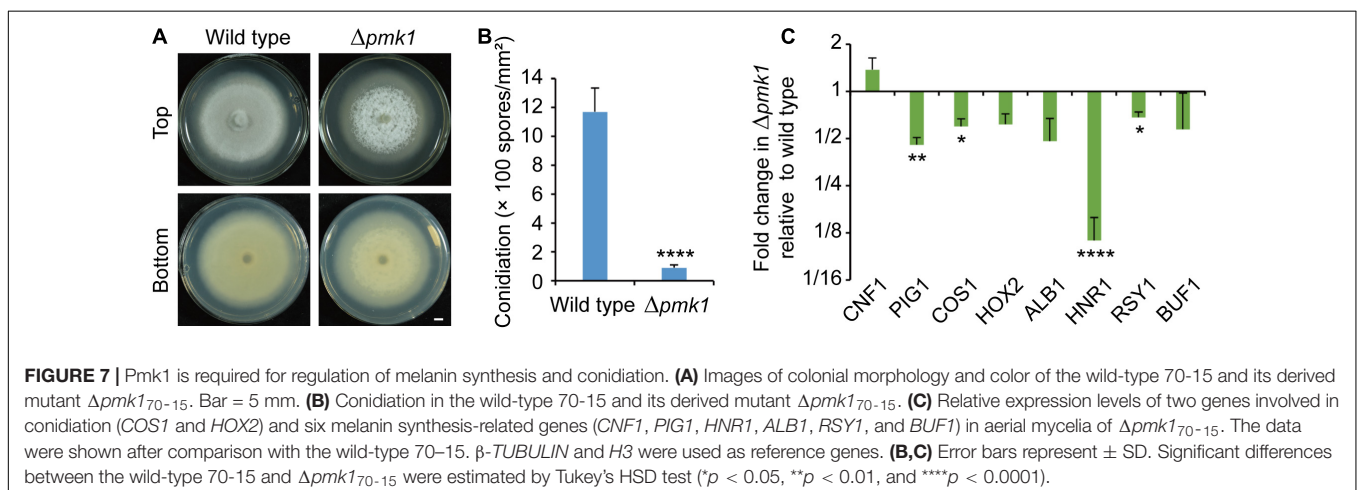 A
Wild type
Δpmk1
Top
Bottom
B
Conidiation (× 100 spores/mm²)
14
12
10
8
6
4
2
0
****
Wild type Δpmk1
C
Fold change in Δpmk1
relative to wild type
2
1
1/2
1/4
1/8
1/16
**
*
****
*
CNF1
PIG1
COS1
HOX2
ALB1
HNR1
RSY1
BUF1
FIGURE 7 | Pmk1 is required for regulation of melanin synthesis and conidiation. (A) Images of colonial morphology and color of the wild-type 70-15 and its derived
mutant Δpmk170-15. Bar = 5 mm. (B) Conidiation in the wild-type 70-15 and its derived mutant Δpmk170-15. (C) Relative expression levels of two genes involved in
conidiation (COS1 and HOX2) and six melanin synthesis-related genes (CNF1, PIG1, HNR1, ALB1, RSY1, and BUF1) in aerial mycelia of Δpmk170-15. The data
were shown after comparison with the wild-type 70–15. β-TUBULIN and H3 were used as reference genes. (B,C) Error bars represent ± SD. Significant differences
between the wild-type 70-15 and Δpmk170-15 were estimated by Tukey's HSD test (*p < 0.05, **p < 0.01, and ****p < 0.0001).